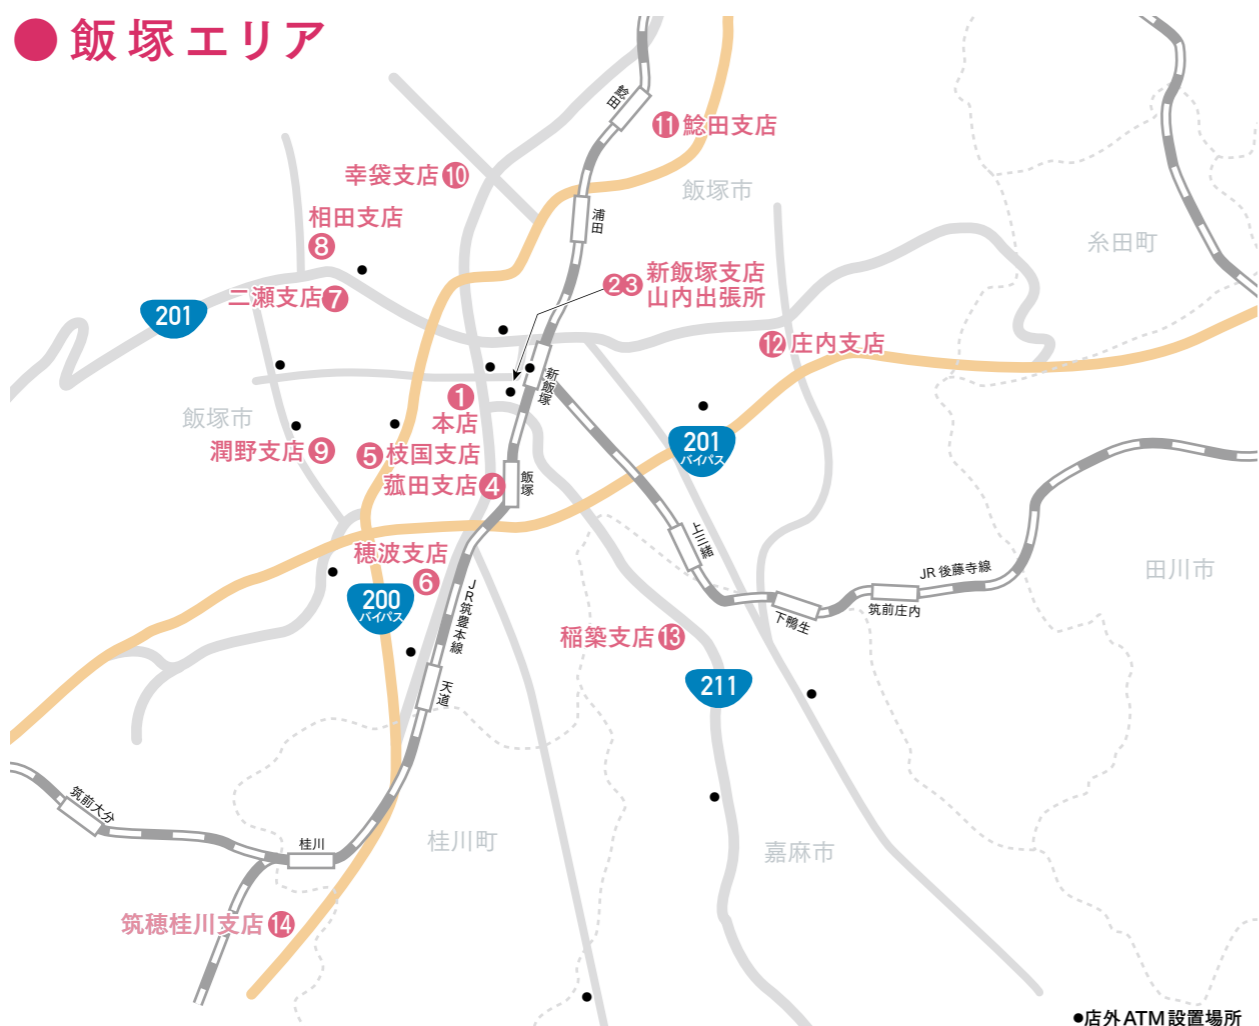 ●飯塚エリア
鯰田
⑪鯰田支店
幸袋支店⑩
飯塚市
相田支店
⑧
浦田
糸田町
二瀬支店⑦
②③新飯塚支店
山内出張所
201
⑫庄内支店
新飯塚
①
本店
飯塚市
潤野支店⑨
⑤枝国支店
菰田支店④
飯塚
201
バイパス
上三緒
穂波支店
⑥
200
バイパス
JR筑豊本線
JR後藤寺線
田川市
筑前庄内
下鴨生
稲築支店⑬
211
天道
筑前大分
桂川
桂川町
嘉麻市
筑穂桂川支店⑭
●店外ATM設置場所